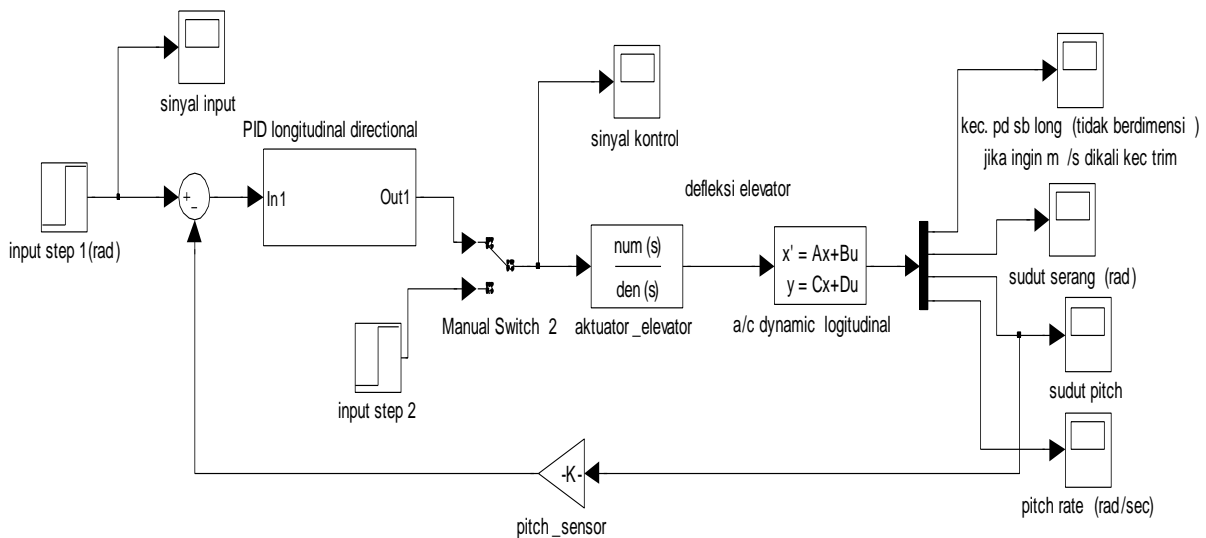 sinyal input
PID longitudinal directional
In1
Out1
+
−
input step 1(rad)
sinyal kontrol
kec. pd sb long (tidak berdimensi )
jika ingin m /s dikali kec trim
defleksi elevator
num (s)
den (s)
x' = Ax+Bu
y = Cx+Du
sudut serang (rad)
Manual Switch 2
aktuator _elevator
a/c dynamic logitudinal
input step 2
sudut pitch
-K-
pitch _sensor
pitch rate (rad/sec)